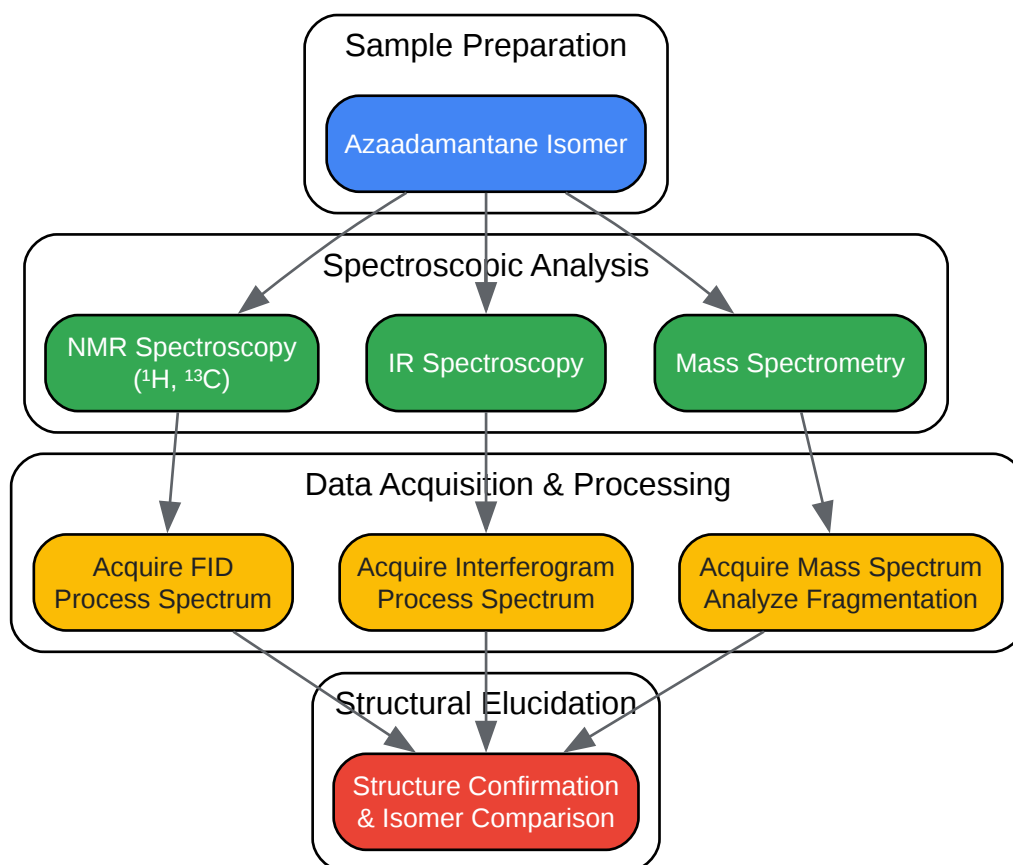 Sample Preparation
Azaadamantane Isomer
Spectroscopic Analysis
NMR Spectroscopy
(¹H, ¹³C)
IR Spectroscopy
Mass Spectrometry
Data Acquisition & Processing
Acquire FID
Process Spectrum
Acquire Interferogram
Process Spectrum
Acquire Mass Spectrum
Analyze Fragmentation
Structural Elucidation
Structure Confirmation
& Isomer Comparison